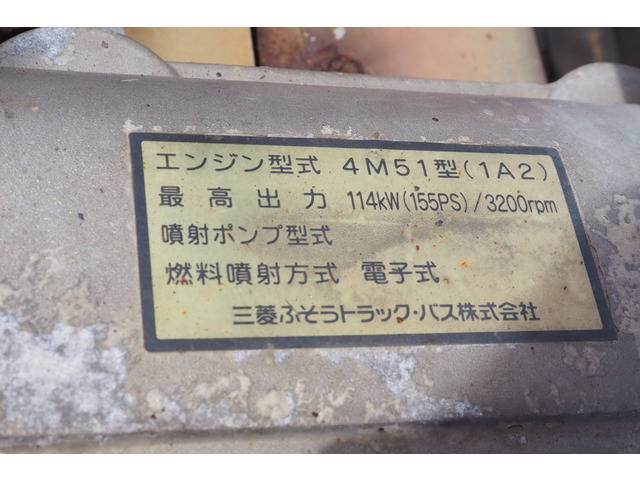 エンジン型式 4M51型(1A2)
最高出力 114kW(155PS)/3200rpm
噴射ポンプ型式
燃料噴射方式 電子式
三菱ふそうトラック・バス株式会社